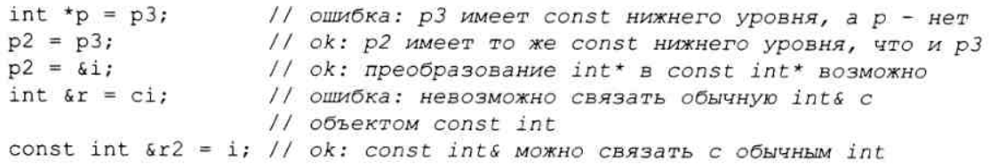 int *p = p3;          // ошибка: p3 имеет const нижнего уровня, а p - нет
p2 = p3;              // ok: p2 имеет то же const нижнего уровня, что и p3
p2 = &i;              // ok: преобразование int* в const int* возможно
int &r = ci;          // ошибка: невозможно связать обычную int& с
                      // объектом const int
const int &r2 = i; // ok: const int& можно связать с обычным int